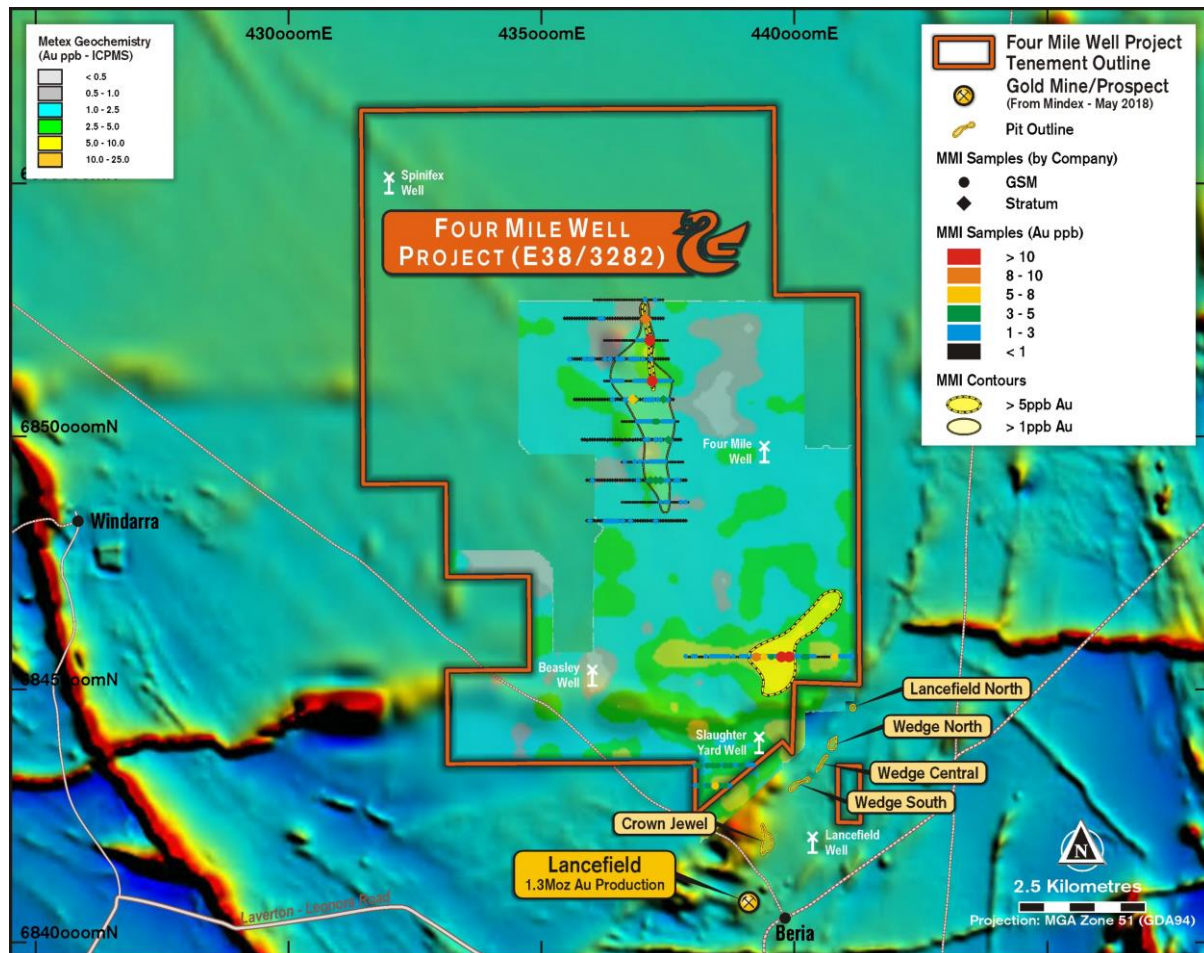 430000mE
435000mE
440000mE
Metex Geochemistry
(Au ppb - ICPMS)
< 0.5
0.5 - 1.0
1.0 - 2.5
2.5 - 5.0
5.0 - 10.0
10.0 - 25.0
Four Mile Well Project
Tenement Outline
Gold Mine/Prospect
(From Mindex - May 2018)
Pit Outline
MMI Samples (by Company)
GSM
Stratum
MMI Samples (Au ppb)
> 10
8 - 10
5 - 8
3 - 5
1 - 3
< 1
MMI Contours
> 5ppb Au
> 1ppb Au
Spinifex
Well
FOUR MILE WELL
PROJECT (E38/3282)
6850000mN
Four Mile
Well
Windarra
Beasley
Well
6845000mN
Lancefield North
Slaughter
Yard Well
Wedge North
Wedge Central
Wedge South
Crown Jewel
Lancefield
Well
Lancefield
1.3Moz Au Production
N
2.5 Kilometres
Projection: MGA Zone 51 (GDA94)
Laverton - Leonora Road
Beria
6840000mN